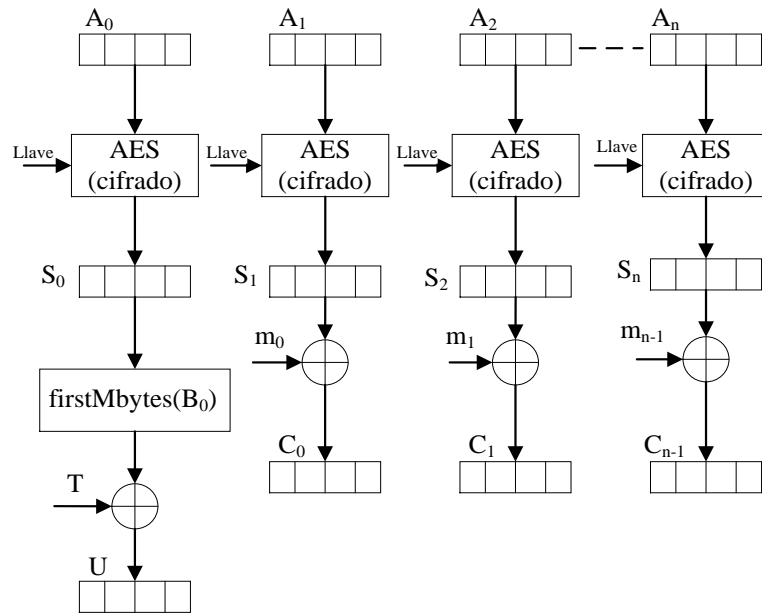 A₀ A₁ A₂ Aₙ
Llave AES (cifrado) Llave AES (cifrado) Llave AES (cifrado) Llave AES (cifrado)
S₀ S₁ S₂ Sₙ
m₀ m₁ mₙ₋₁
firstMbytes(B₀)
C₀ C₁ Cₙ₋₁
T
U